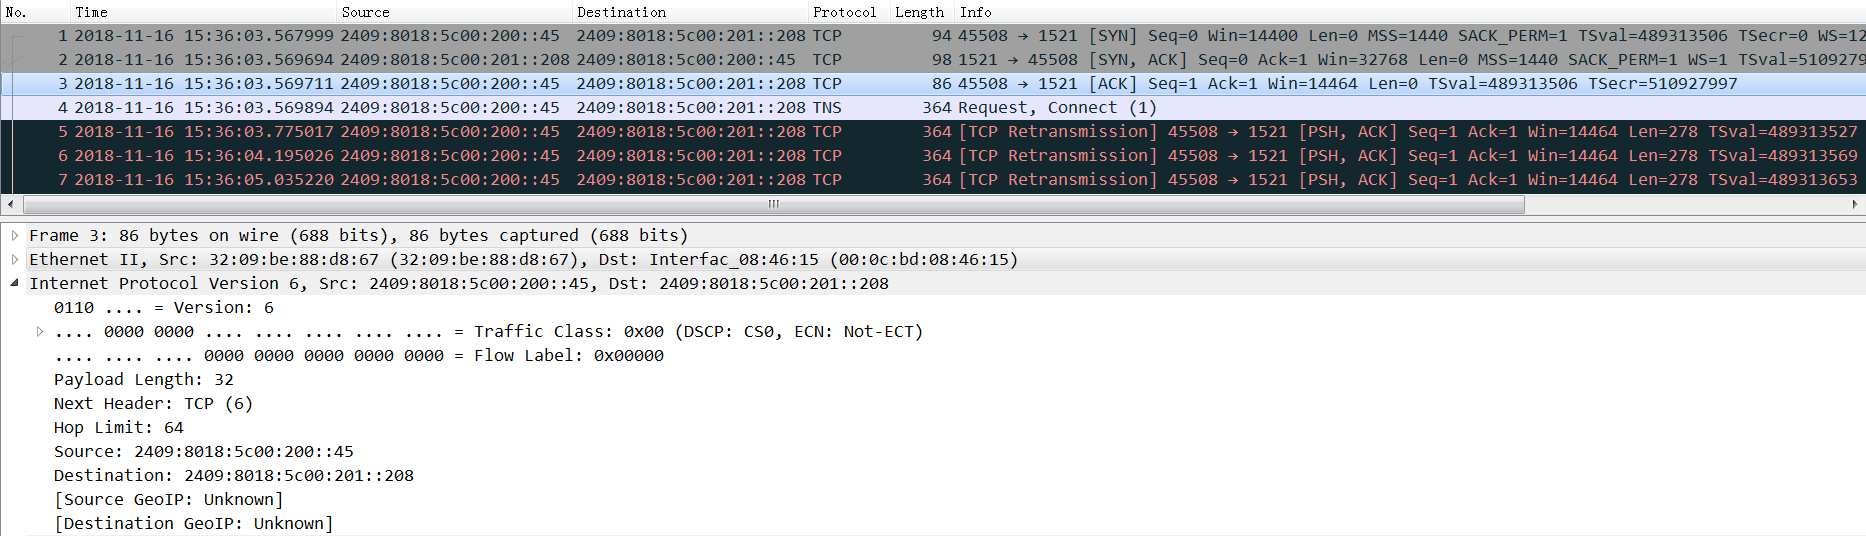 No. Time Source Destination Protocol Length Info
1 2018-11-16 15:36:03.567999 2409:8018:5c00:200::45 2409:8018:5c00:201::208 TCP 94 45508 → 1521 [SYN] Seq=0 Win=14400 Len=0 MSS=1440 SACK_PERM=1 TSval=489313506 TSecr=0 WS=12
2 2018-11-16 15:36:03.569694 2409:8018:5c00:201::208 2409:8018:5c00:200::45 TCP 98 1521 → 45508 [SYN, ACK] Seq=0 Ack=1 Win=32768 Len=0 MSS=1440 SACK_PERM=1 WS=1 TSval=5109279
3 2018-11-16 15:36:03.569711 2409:8018:5c00:200::45 2409:8018:5c00:201::208 TCP 86 45508 → 1521 [ACK] Seq=1 Ack=1 Win=14464 Len=0 TSval=489313506 TSecr=510927997
4 2018-11-16 15:36:03.569894 2409:8018:5c00:200::45 2409:8018:5c00:201::208 TNS 364 Request, Connect (1)
5 2018-11-16 15:36:03.775017 2409:8018:5c00:200::45 2409:8018:5c00:201::208 TCP 364 [TCP Retransmission] 45508 → 1521 [PSH, ACK] Seq=1 Ack=1 Win=14464 Len=278 TSval=489313527
6 2018-11-16 15:36:04.195026 2409:8018:5c00:200::45 2409:8018:5c00:201::208 TCP 364 [TCP Retransmission] 45508 → 1521 [PSH, ACK] Seq=1 Ack=1 Win=14464 Len=278 TSval=489313569
7 2018-11-16 15:36:05.035220 2409:8018:5c00:200::45 2409:8018:5c00:201::208 TCP 364 [TCP Retransmission] 45508 → 1521 [PSH, ACK] Seq=1 Ack=1 Win=14464 Len=278 TSval=489313653
Frame 3: 86 bytes on wire (688 bits), 86 bytes captured (688 bits)
Ethernet II, Src: 32:09:be:88:d8:67 (32:09:be:88:d8:67), Dst: Interfac_08:46:15 (00:0c:bd:08:46:15)
Internet Protocol Version 6, Src: 2409:8018:5c00:200::45, Dst: 2409:8018:5c00:201::208
0110 .... = Version: 6
.... 0000 0000 .... .... .... .... .... = Traffic Class: 0x00 (DSCP: CS0, ECN: Not-ECT)
.... .... .... 0000 0000 0000 0000 0000 = Flow Label: 0x00000
Payload Length: 32
Next Header: TCP (6)
Hop Limit: 64
Source: 2409:8018:5c00:200::45
Destination: 2409:8018:5c00:201::208
[Source GeoIP: Unknown]
[Destination GeoIP: Unknown]